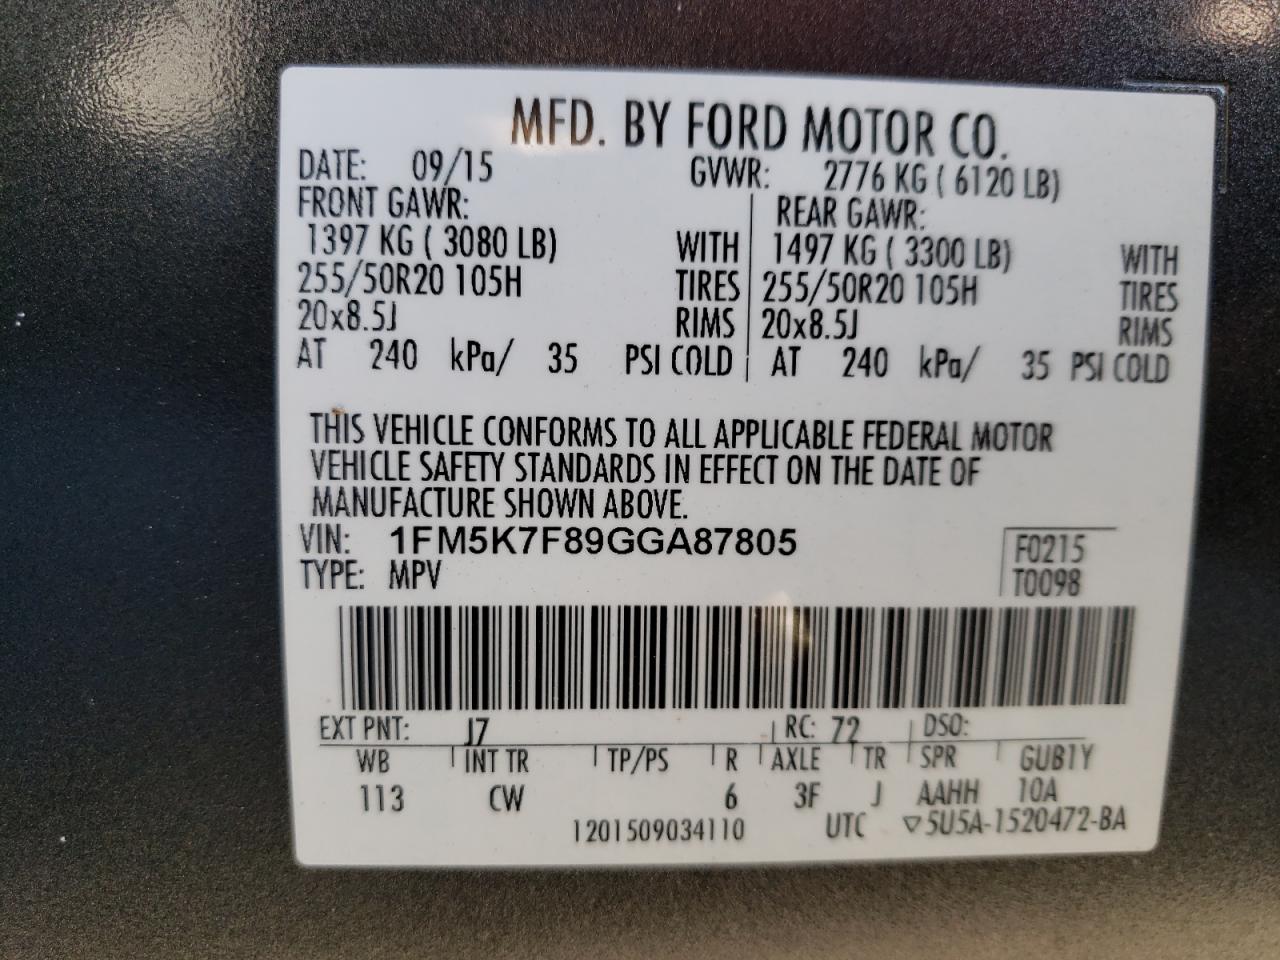 MFD. BY FORD MOTOR CO.
DATE: 09/15 GVWR: 2776 KG ( 6120 LB)
FRONT GAWR: REAR GAWR:
1397 KG ( 3080 LB) WITH 1497 KG ( 3300 LB) WITH
255/50R20 105H TIRES 255/50R20 105H TIRES
20x8.5J RIMS 20x8.5J RIMS
AT 240 kPa/ 35 PSI COLD AT 240 kPa/ 35 PSI COLD
THIS VEHICLE CONFORMS TO ALL APPLICABLE FEDERAL MOTOR
VEHICLE SAFETY STANDARDS IN EFFECT ON THE DATE OF
MANUFACTURE SHOWN ABOVE.
VIN: 1FM5K7F89GGA87805 F0215
TYPE: MPV T0098
EXT PNT: J7 RC: 72 DSO:
WB INT TR TP/PS R AXLE TR SPR GUB1Y
113 CW 6 3F J AAHH 10A
1201509034110 UTC ▽5U5A-1520472-BA